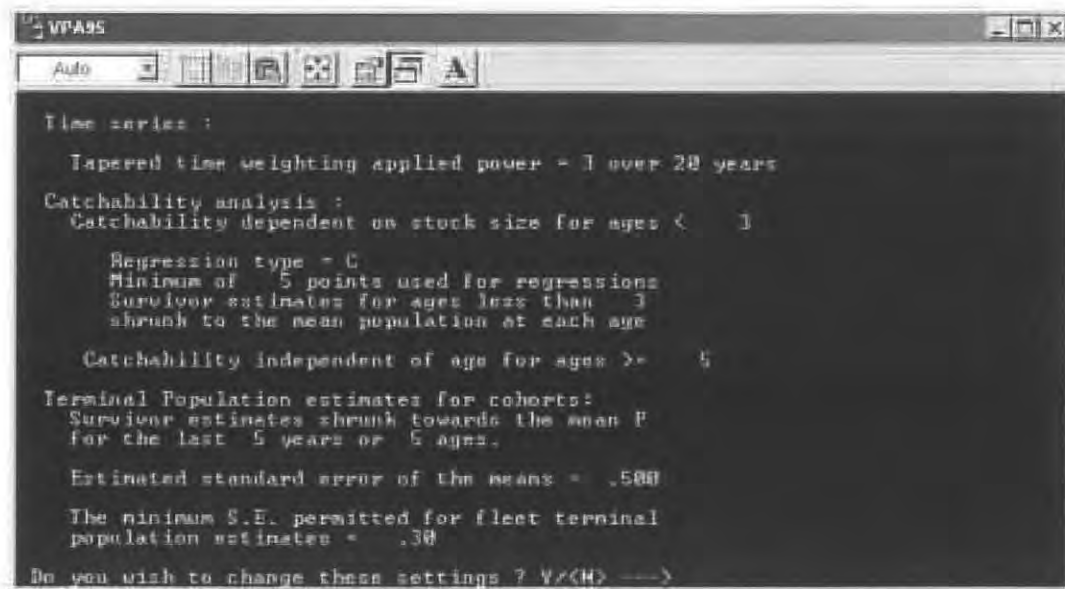 VPA95
Auto
A
Time series :
Tapered time weighting applied power = 3 over 20 years
Catchability analysis :
Catchability dependent on stock size for ages < 3
Regression type = C
Minimum of 5 points used for regressions
Survivor estimates for ages less than 3
shrunk to the mean population at each age
Catchability independent of age for ages >= 5
Terminal Population estimates for cohorts:
Survivor estimates shrunk towards the mean F
for the last 5 years or 5 ages.
Estimated standard error of the means = .500
The minimum S.E. permitted for fleet terminal
population estimates = .30
Do you wish to change these settings ? Y/<N> --->